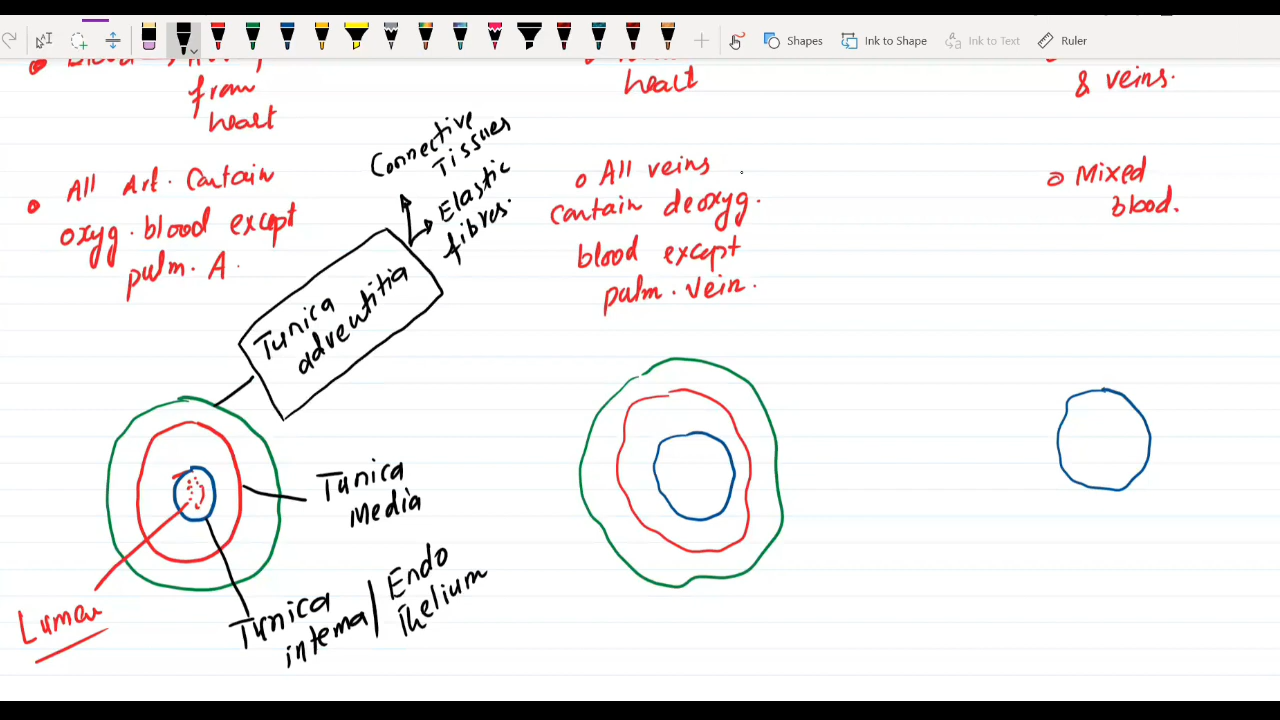 Shapes
Ink to Shape
Ink to Text
Ruler
from
heart
heart
& veins.
All Art. Contain
oxyg. blood except
pulm. A.
Connective
Tissues
Elastic
fibres.
All veins
contain deoxyg.
blood except
pulm. vein.
Mixed
blood.
Tunica
adventitia
Tunica
Media
Tunica
interna / Endo
thelium
Lumen